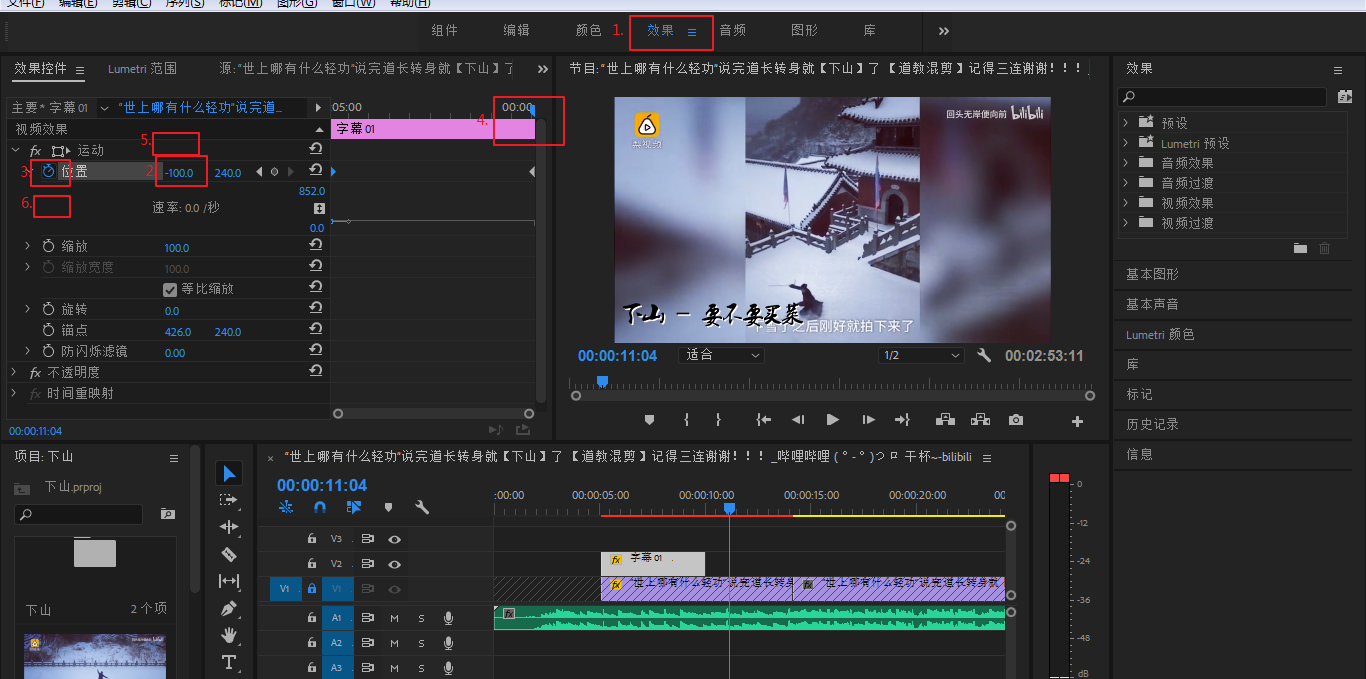 文件(F) 编辑(E) 剪辑(C) 序列(S) 标记(M) 图形(G) 窗口(W) 帮助(H)
组件 编辑 颜色 1. 效果 音频 图形 库
效果控件 Lumetri 范围 源:"世上哪有什么轻功"说完道长转身就【下山】了
主要* 字幕 01 "世上哪有什么轻功"说完道...
05:00 00:00
4.
视频效果
字幕 01
5.
fx 运动
3. 位置 2. -100.0 240.0
852.0
6. 速率: 0.0 /秒
0.0
缩放 100.0
缩放宽度 100.0
等比缩放
旋转 0.0
锚点 426.0 240.0
防闪烁滤镜 0.00
fx 不透明度
fx 时间重映射
00:00:11:04
节目:"世上哪有什么轻功"说完道长转身就【下山】了 【道教混剪】记得三连谢谢！！！_
央视频
回头无岸便向前 bilibili
下山 - 要不要买菜
雪了之后刚好就拍下来了
00:00:11:04 适合 1/2 00:02:53:11
效果
预设
Lumetri 预设
音频效果
音频过渡
视频效果
视频过渡
基本图形
基本声音
Lumetri 颜色
库
标记
历史记录
信息
项目: 下山
下山.prproj
下山 2 个项
× "世上哪有什么轻功"说完道长转身就【下山】了 【道教混剪】记得三连谢谢！！！_哔哩哔哩 ( ゜- ゜)つロ 干杯~-bilibili
00:00:11:04
:00:00 00:00:05:00 00:00:10:00 00:00:15:00 00:00:20:00 00
V3
V2 fx 字幕 01
V1 V1 fx "世上哪有什么轻功"说完道长转身 fx "世上哪有什么轻功"说完道长转身就
A1 M S fx
A2 M S
A3 M S
0
-12
-24
-36
-48
dB